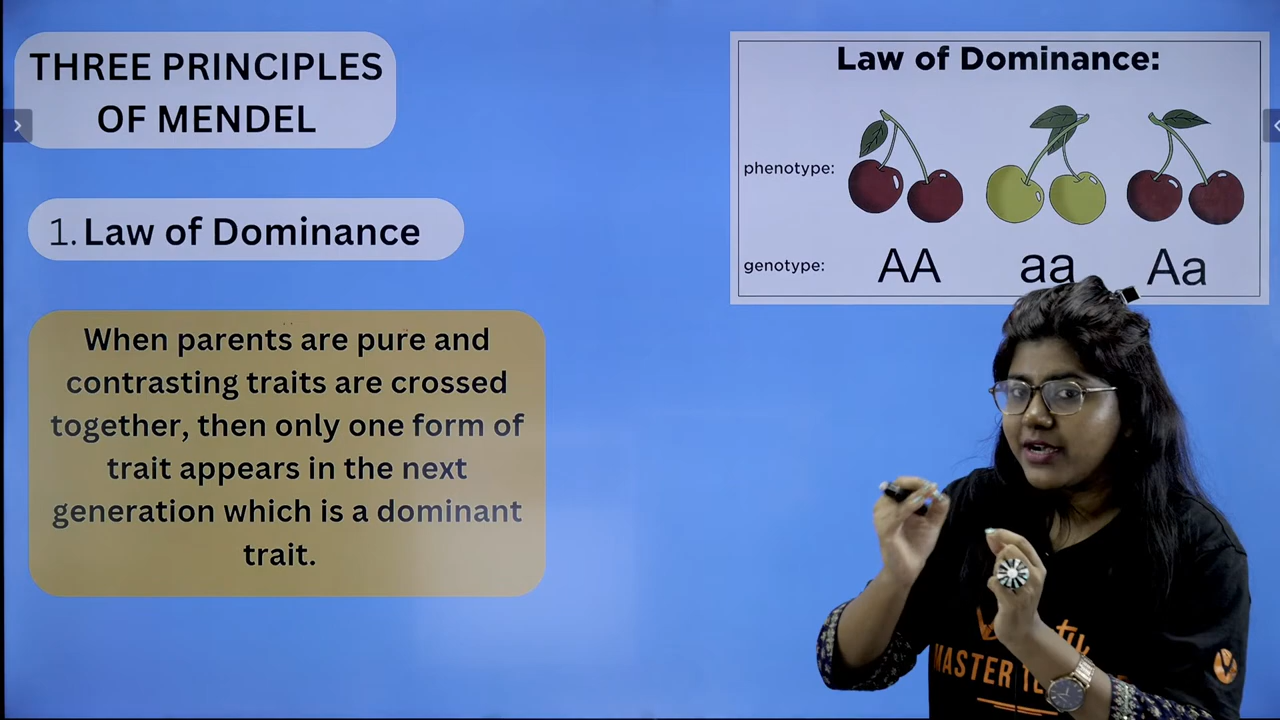 THREE PRINCIPLES
OF MENDEL
1. Law of Dominance
When parents are pure and
contrasting traits are crossed
together, then only one form of
trait appears in the next
generation which is a dominant
trait.
Law of Dominance:
phenotype:
genotype: AA aa Aa
MASTER